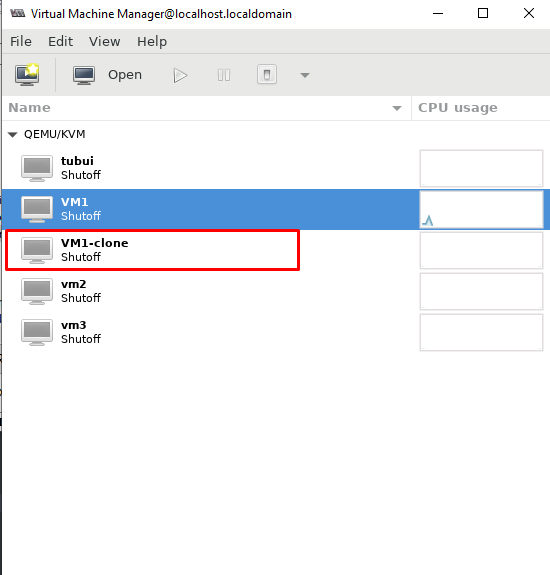 Virtual Machine Manager@localhost.localdomain
File Edit View Help
Open
Name CPU usage
QEMU/KVM
tubui
Shutoff
VM1
Shutoff
VM1-clone
Shutoff
vm2
Shutoff
vm3
Shutoff